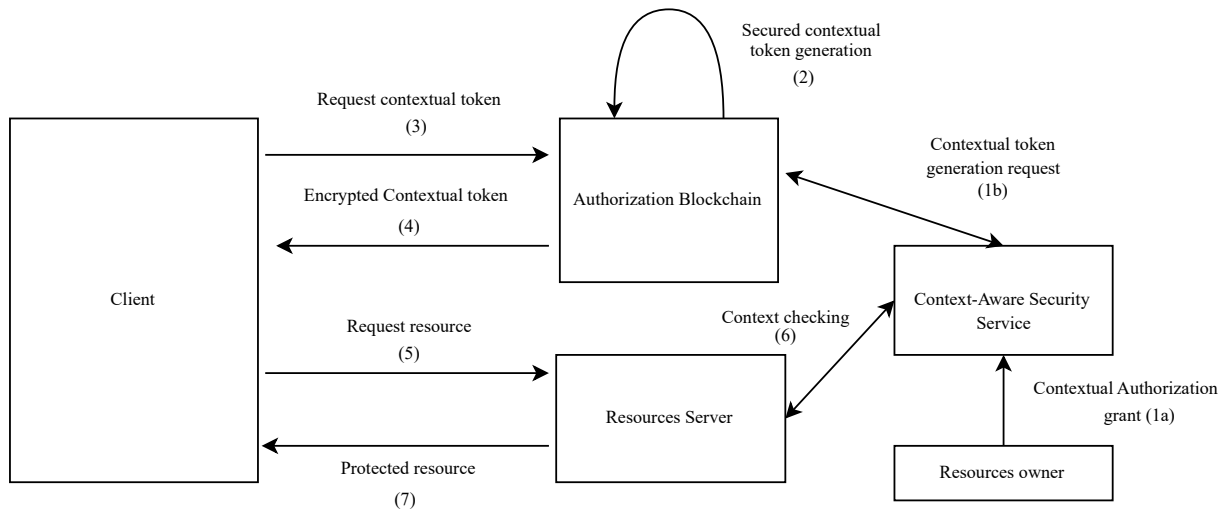 Secured contextual
token generation
(2)
Request contextual token
(3)
Contextual token
generation request
(1b)
Encrypted Contextual token
(4)
Authorization Blockchain
Client
Context-Aware Security
Service
Context checking
(6)
Request resource
(5)
Contextual Authorization
grant (1a)
Resources Server
Protected resource
(7)
Resources owner